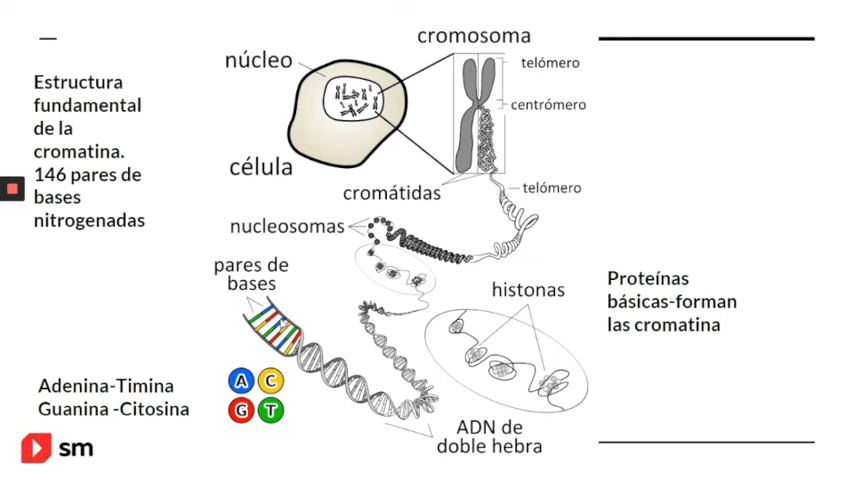 cromosoma
núcleo
telómero
Estructura
fundamental
de la
cromatina.
146 pares de
bases
nitrogenadas
centrómero
célula
cromátidas
telómero
nucleosomas
pares de
bases
histonas
Proteínas
básicas-forman
las cromatina
A C
G T
Adenina-Timina
Guanina -Citosina
ADN de
doble hebra
sm